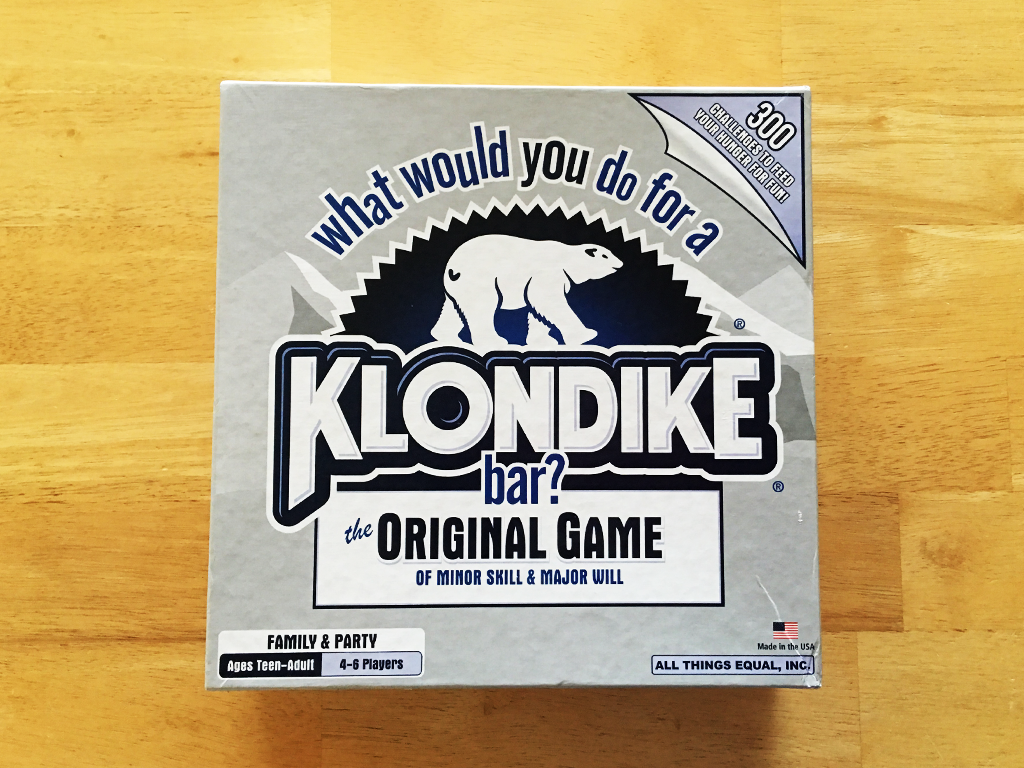 300
CHALLENGES TO FEED
YOUR HUNGER FOR FUN!
what would you do for a
®
KLONDIKE
®
bar?
the ORIGINAL GAME
OF MINOR SKILL & MAJOR WILL
FAMILY & PARTY
Ages Teen-Adult 4-6 Players
Made in the USA
ALL THINGS EQUAL, INC.